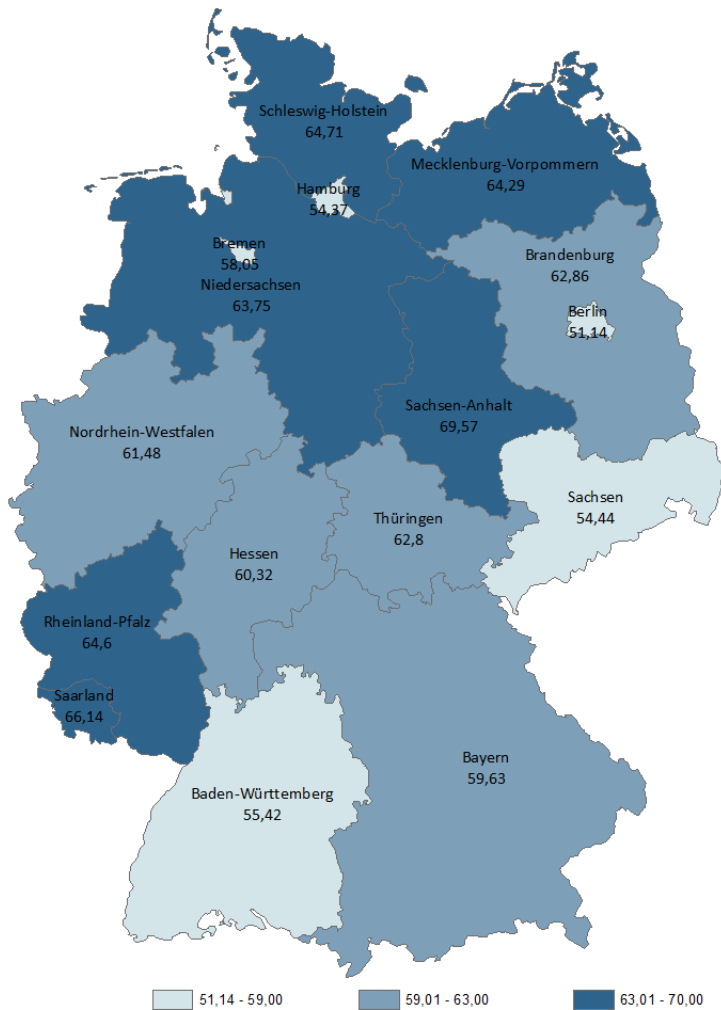 Schleswig-Holstein
64,71
Mecklenburg-Vorpommern
64,29
Hamburg
54,37
Bremen
58,05
Niedersachsen
63,75
Brandenburg
62,86
Berlin
51,14
Sachsen-Anhalt
69,57
Nordrhein-Westfalen
61,48
Sachsen
54,44
Thüringen
62,8
Hessen
60,32
Rheinland-Pfalz
64,6
Saarland
66,14
Bayern
59,63
Baden-Württemberg
55,42
51,14 - 59,00
59,01 - 63,00
63,01 - 70,00